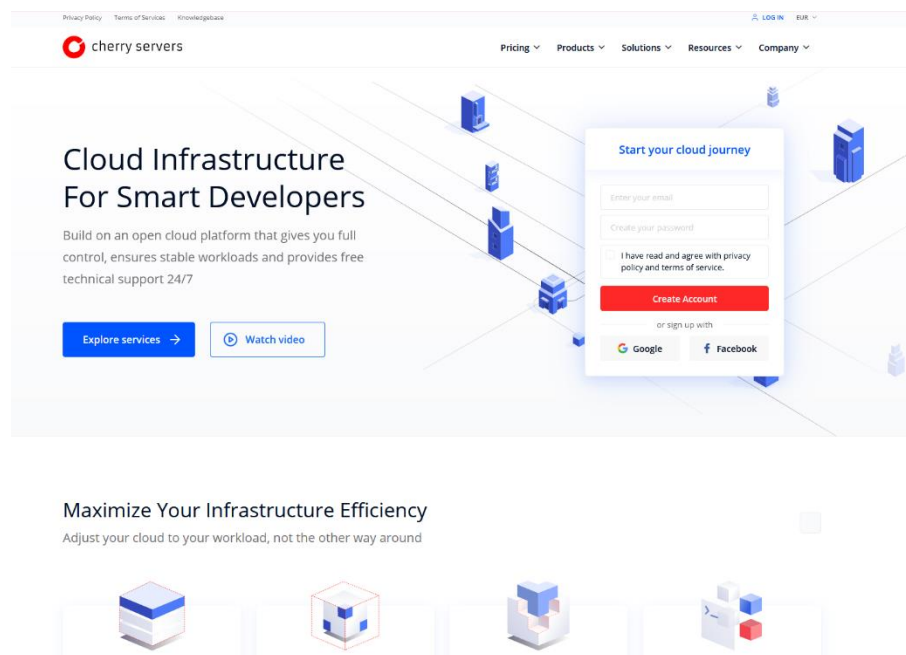 Privacy Policy Terms of Services Knowledgebase LOG IN EUR
cherry servers Pricing Products Solutions Resources Company
Cloud Infrastructure
For Smart Developers
Build on an open cloud platform that gives you full
control, ensures stable workloads and provides free
technical support 24/7
Explore services Watch video
Start your cloud journey
Enter your email
Create your password
I have read and agree with privacy
policy and terms of service.
Create Account
or sign up with
Google Facebook
Maximize Your Infrastructure Efficiency
Adjust your cloud to your workload, not the other way around